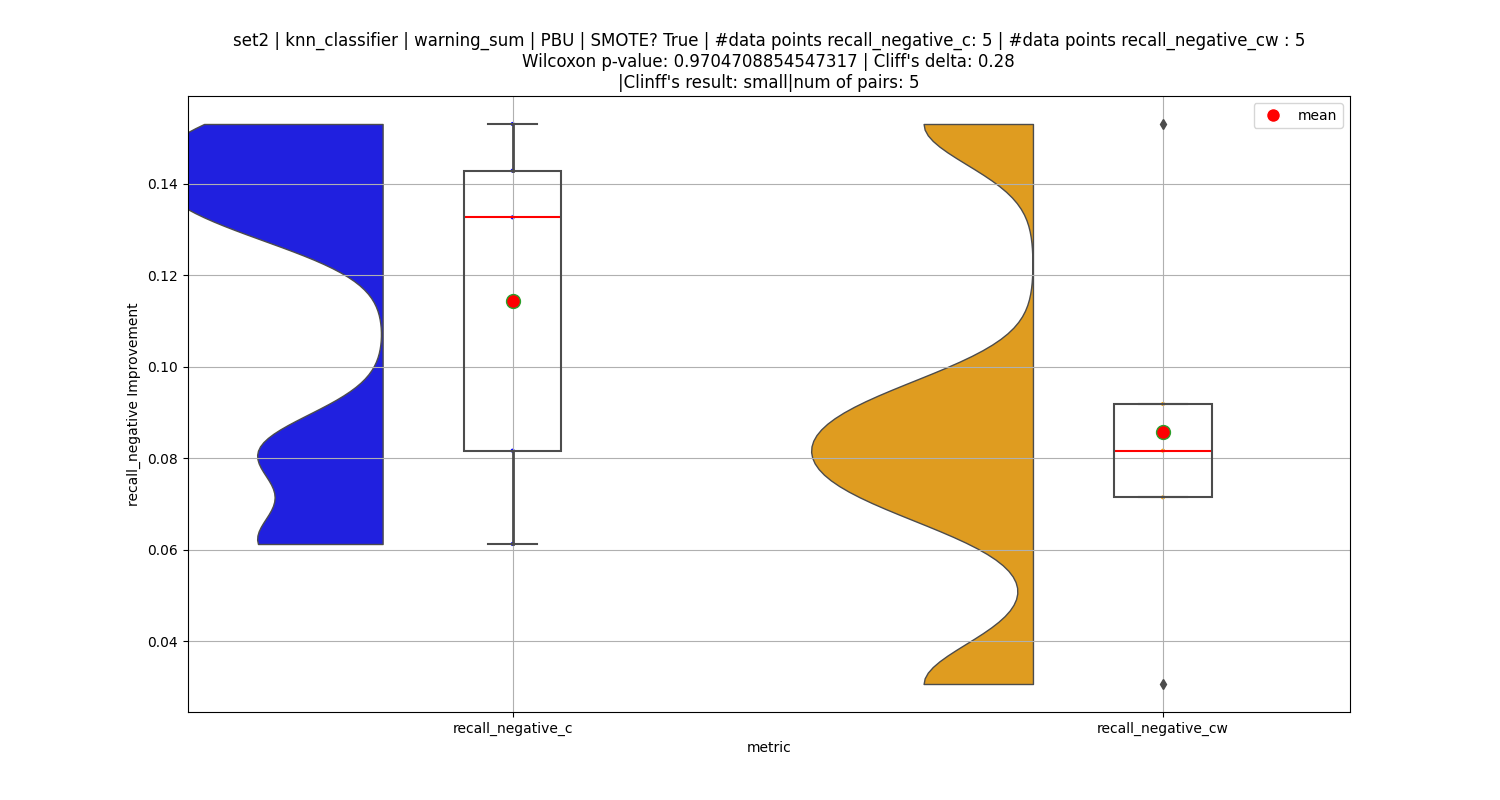 set2 | knn_classifier | warning_sum | PBU | SMOTE? True | #data points recall_negative_c: 5 | #data points recall_negative_cw : 5
Wilcoxon p-value: 0.9704708854547317 | Cliff's delta: 0.28
|Clinff's result: small|num of pairs: 5
mean
0.14
0.12
0.10
0.08
0.06
0.04
recall_negative Improvement
recall_negative_c
recall_negative_cw
metric